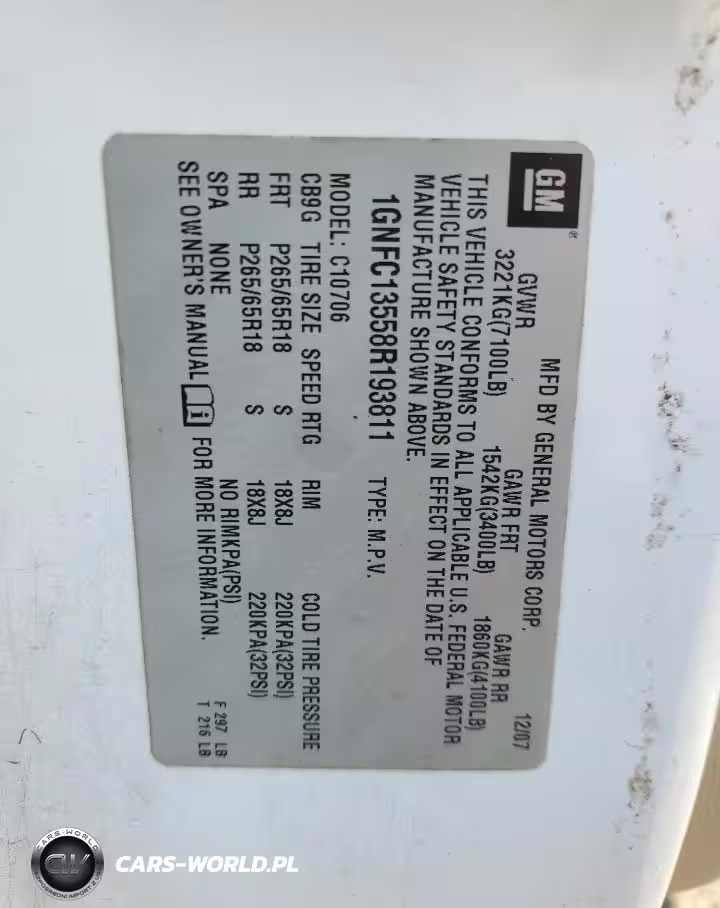 GM®
MFD BY GENERAL MOTORS CORP. 12/07
GVWR GAWR FRT GAWR RR
3221KG(7100LB) 1542KG(3400LB) 1860KG(4100LB)
THIS VEHICLE CONFORMS TO ALL APPLICABLE U.S. FEDERAL MOTOR
VEHICLE SAFETY STANDARDS IN EFFECT ON THE DATE OF
MANUFACTURE SHOWN ABOVE.
1GNFC13558R193811 TYPE: M.P.V.
MODEL: C10706
CB9G TIRE SIZE SPEED RTG RIM COLD TIRE PRESSURE
FRT P265/65R18 S 18X8J 220KPA(32PSI)
RR P265/65R18 S 18X8J 220KPA(32PSI)
SPA NONE NO RIMKPA(PSI) F 297 LB
SEE OWNER'S MANUAL FOR MORE INFORMATION. T 216 LB
CARS-WORLD
CW
CARS-WORLD.PL